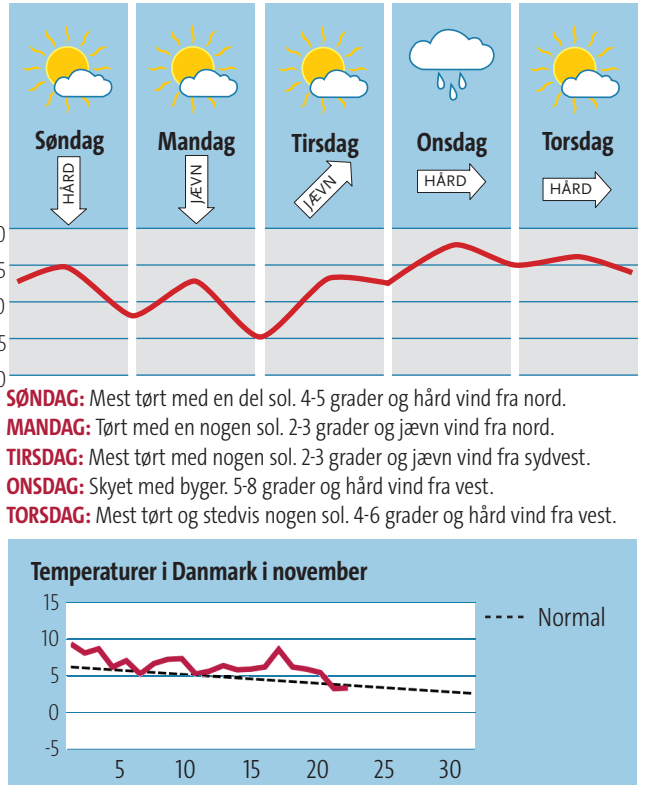 Søndag Mandag Tirsdag Onsdag Torsdag
HÅRD JÆVN JÆVN HÅRD HÅRD
0
5
0
5
0
SØNDAG: Mest tørt med en del sol. 4-5 grader og hård vind fra nord.
MANDAG: Tørt med en nogen sol. 2-3 grader og jævn vind fra nord.
TIRSDAG: Mest tørt med nogen sol. 2-3 grader og jævn vind fra sydvest.
ONSDAG: Skyet med byger. 5-8 grader og hård vind fra vest.
TORSDAG: Mest tørt og stedvis nogen sol. 4-6 grader og hård vind fra vest.
Temperaturer i Danmark i november
15
Normal
10
5
0
-5
5 10 15 20 25 30